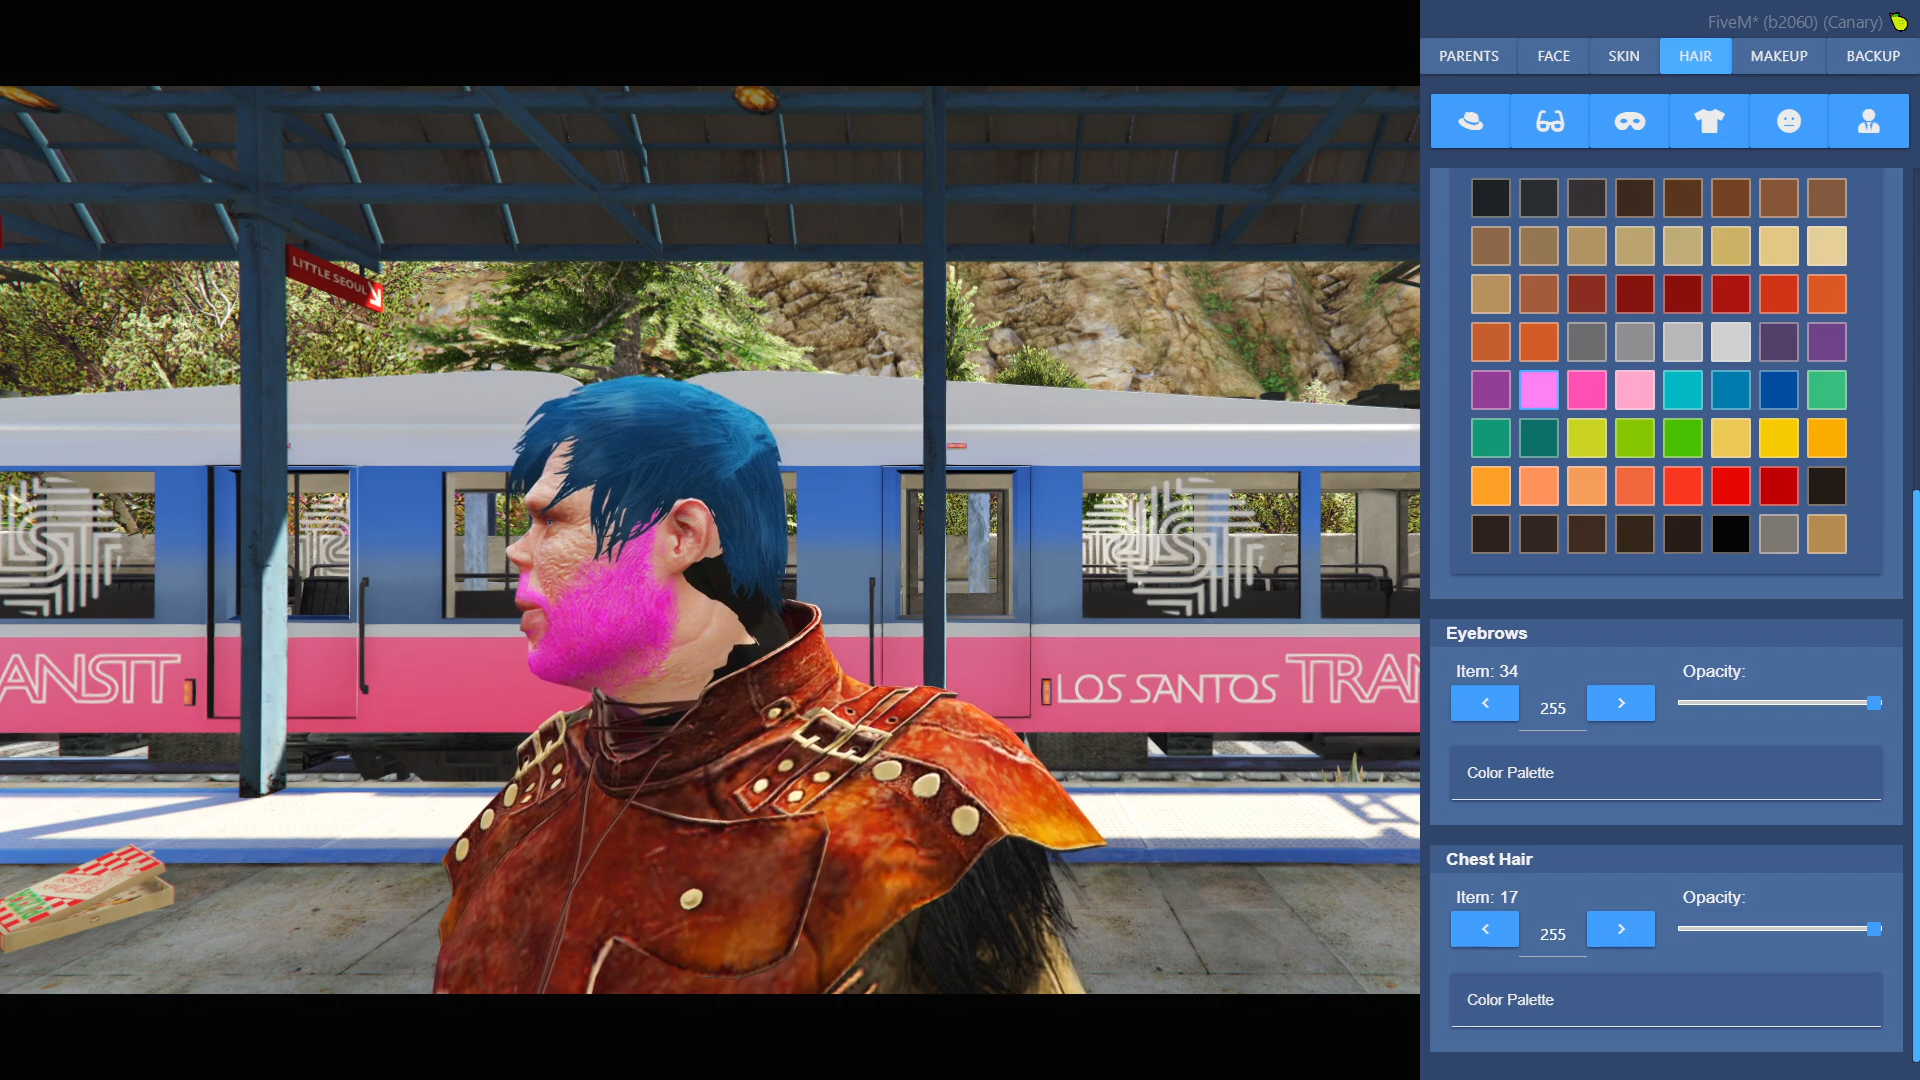 FiveM* (b2060) (Canary)
PARENTS FACE SKIN HAIR MAKEUP BACKUP
LITTLE SEOUL
ANSIT
LOS SANTOS TRAN
Eyebrows
Item: 34 Opacity:
< 255 >
Color Palette
Chest Hair
Item: 17 Opacity:
< 255 >
Color Palette